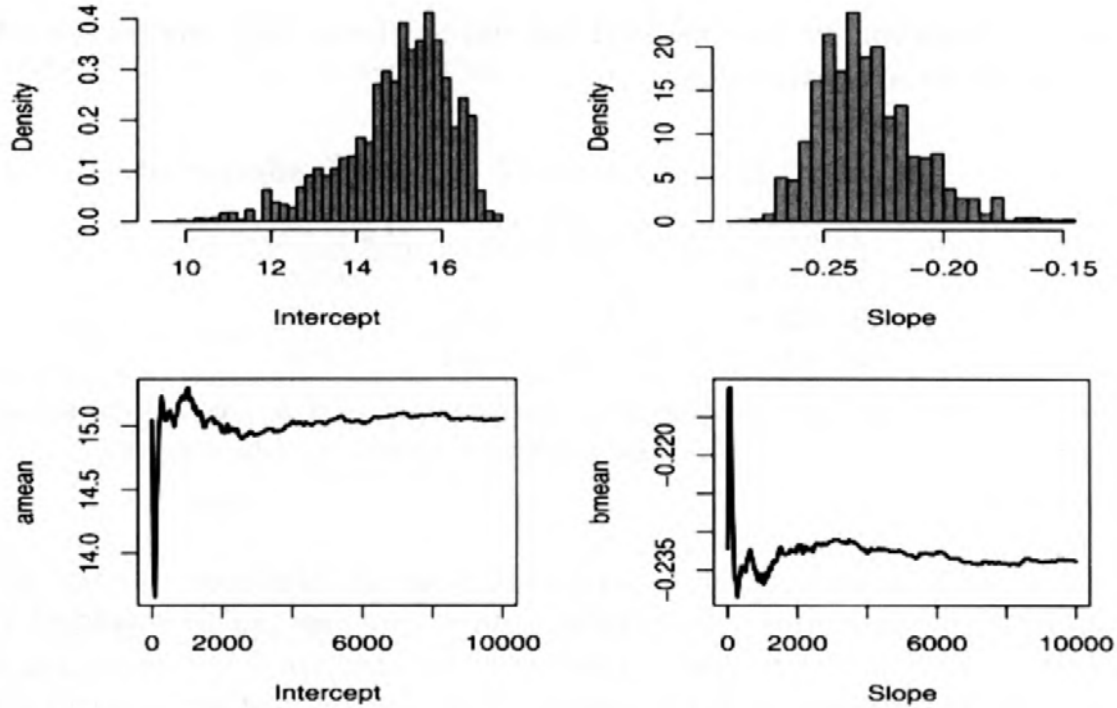 Density
0.0 0.1 0.2 0.3 0.4
10 12 14 16
Intercept
Density
0 5 10 15 20
-0.25 -0.20 -0.15
Slope
amean
14.0 14.5 15.0
0 2000 6000 10000
Intercept
bmean
-0.235 -0.220
0 2000 6000 10000
Slope